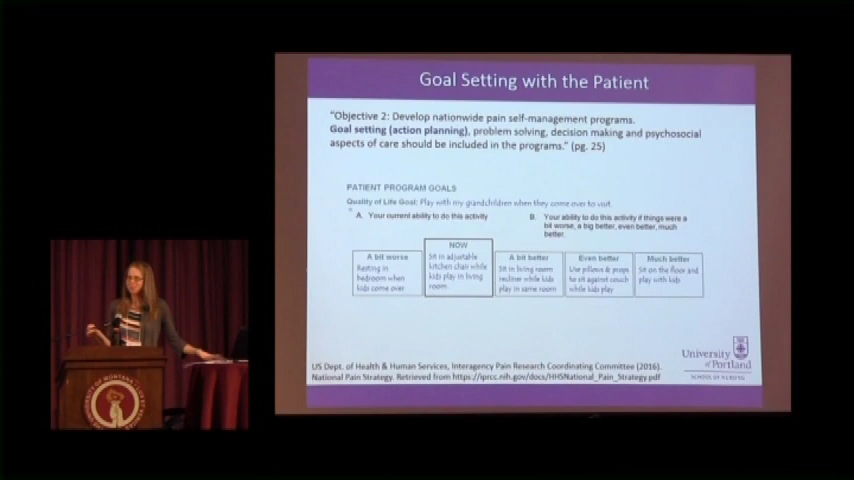 Goal Setting with the Patient
"Objective 2: Develop nationwide pain self-management programs.
Goal setting (action planning), problem solving, decision making and psychosocial
aspects of care should be included in the programs." (pg. 25)
PATIENT PROGRAM GOALS
Quality of Life Goal: Play with my grandchildren when they come over to visit.
A. Your current ability to do this activity
B. Your ability to do this activity if things were a
bit worse, a big better, even better, much
better.
A bit worse
Resting in
bedroom when
kids come over
NOW
Sit in adjustable
kitchen chair while
kids play in living
room
A bit better
Sit in living room
recliner while kids
play in same room
Even better
Use pillows & props
to sit against couch
while kids play
Much better
Sit on the floor and
play with kids
US Dept. of Health & Human Services, Interagency Pain Research Coordinating Committee (2016).
National Pain Strategy. Retrieved from https://iprcc.nih.gov/docs/HHSNational_Pain_Strategy.pdf
University
of Portland
SCHOOL OF NURSING